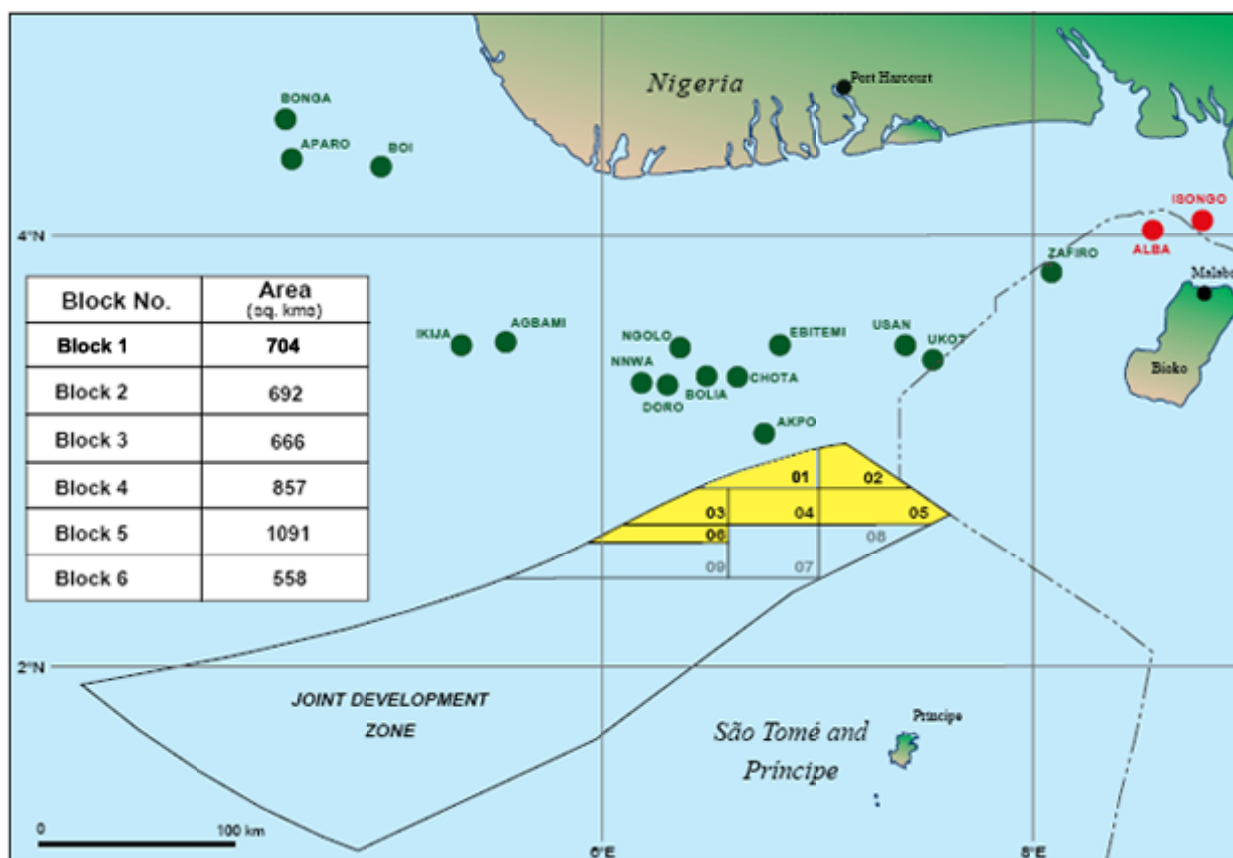 Nigeria
Port Harcourt
BONGA
APARO
BOI
ISONGO
ALBA
4°N
ZAFIRO
Malabo
Block No.
Area
(sq. kms)
Block 1
704
Block 2
692
Block 3
666
Block 4
857
Block 5
1091
Block 6
558
IKIJA
AGBAMI
NGOLO
EBITEMI
USAN
UKOT
NNWA
DORO
BOLIA
CHOTA
Bioko
AKPO
01
02
03
04
05
06
08
09
07
2°N
JOINT DEVELOPMENT
ZONE
São Tomé and
Príncipe
Principe
0
100 km
6°E
8°E